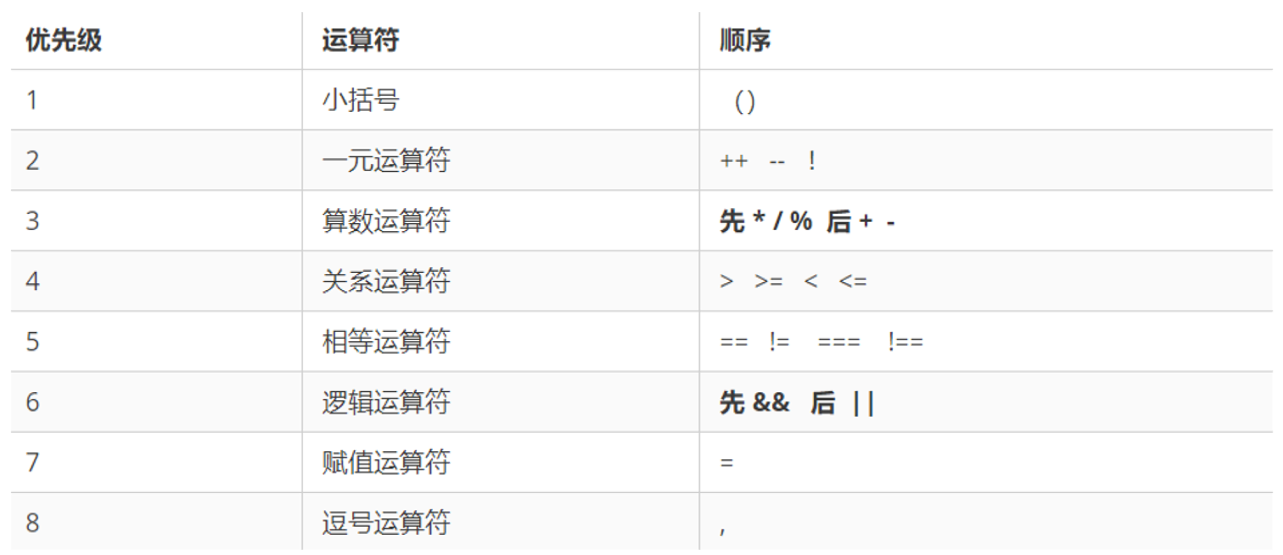 优先级 运算符 顺序
1 小括号 ()
2 一元运算符 ++ -- !
3 算数运算符 先 * / % 后 + -
4 关系运算符 > >= < <=
5 相等运算符 == != === !==
6 逻辑运算符 先 && 后 ||
7 赋值运算符 =
8 逗号运算符 ,